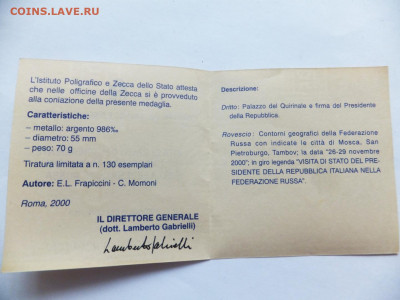 COINS.LAVE.RU
L'Istituto Poligrafico e Zecca dello Stato attesta
che nelle officine della Zecca si è provveduto
alla coniazione della presente medaglia.
Caratteristiche:
– metallo: argento 986‰
– diametro: 55 mm
– peso: 70 g
Tiratura limitata a n. 130 esemplari
Autore: E.L. Frapiccini - C. Momoni
Roma, 2000
IL DIRETTORE GENERALE
(dott. Lamberto Gabrielli)
Lamberto Gabrielli
Descrizione:
Dritto: Palazzo del Quirinale e firma del Presidente
della Repubblica.
Rovescio: Contorni geografici della Federazione
Russa con indicate le città di Mosca, San
Pietroburgo, Tambov; la data "26-29 novembre
2000"; in giro legenda "VISITA DI STATO DEL PRE-
SIDENTE DELLA REPUBBLICA ITALIANA NELLA
FEDERAZIONE RUSSA".